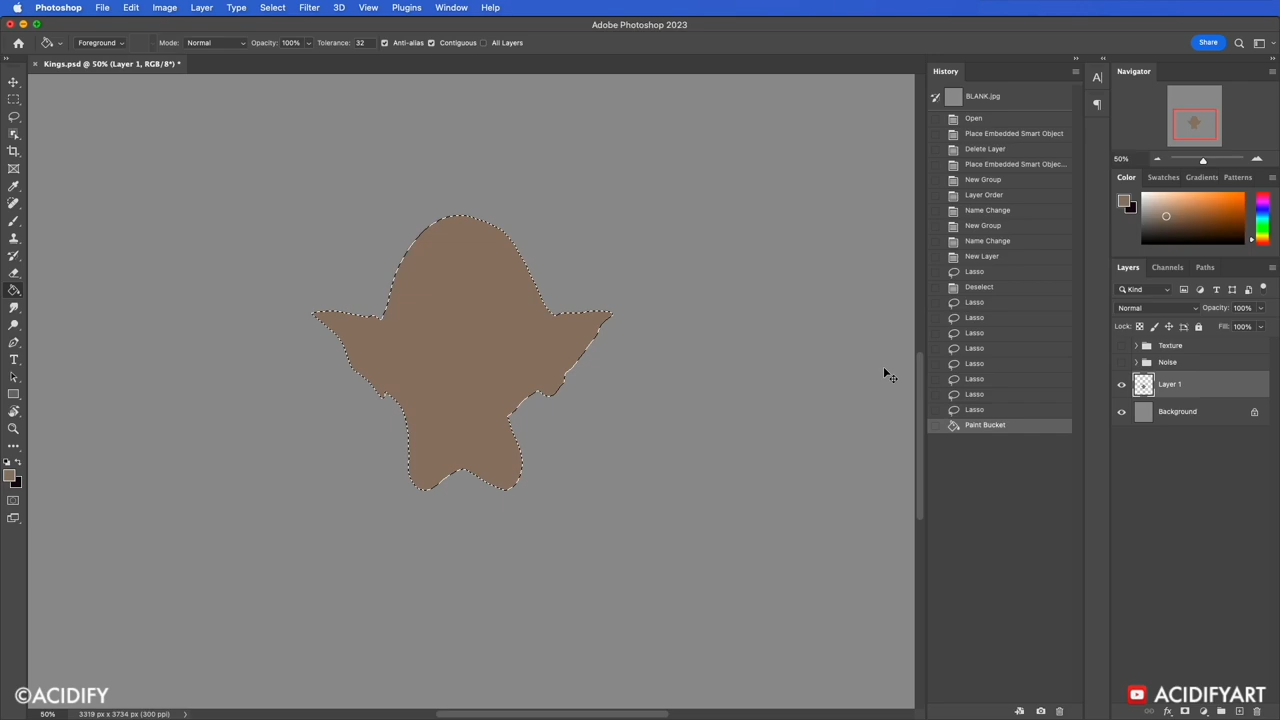 Photoshop File Edit Image Layer Type Select Filter 3D View Plugins Window Help
Adobe Photoshop 2023
Foreground Mode: Normal Opacity: 100% Tolerance: 32 Anti-alias Contiguous All Layers Share
Kings.psd @ 50% (Layer 1, RGB/8*) *
History
BLANK.jpg
Open
Place Embedded Smart Object
Delete Layer
Place Embedded Smart Objec...
New Group
Layer Order
Name Change
New Group
Name Change
New Layer
Lasso
Deselect
Lasso
Lasso
Lasso
Lasso
Lasso
Lasso
Lasso
Lasso
Paint Bucket
Navigator
50%
Color Swatches Gradients Patterns
Layers Channels Paths
Kind
Normal Opacity: 100%
Lock: Fill: 100%
Texture
Noise
Layer 1
Background
©ACIDIFY
ACIDIFYART
50% 3319 px x 3734 px (300 ppi)